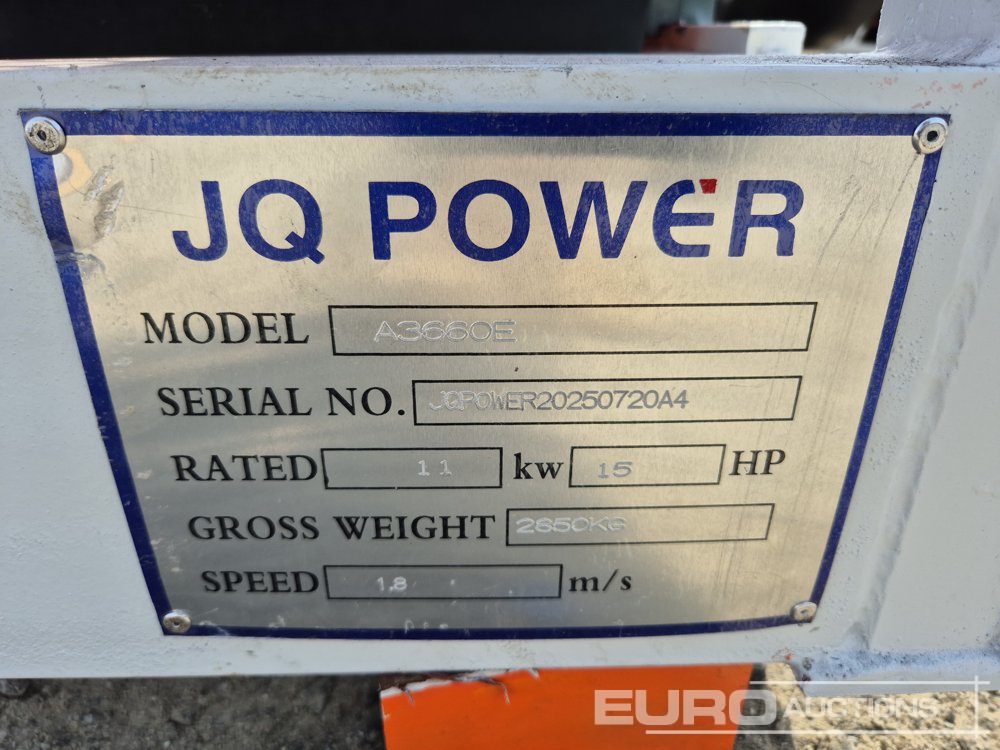 JQ POWER
MODEL A3660E
SERIAL NO. JQPOWER20250720A4
RATED 11 kw 15 HP
GROSS WEIGHT 2850KG
SPEED 1.8 m/s
EURO AUCTIONS